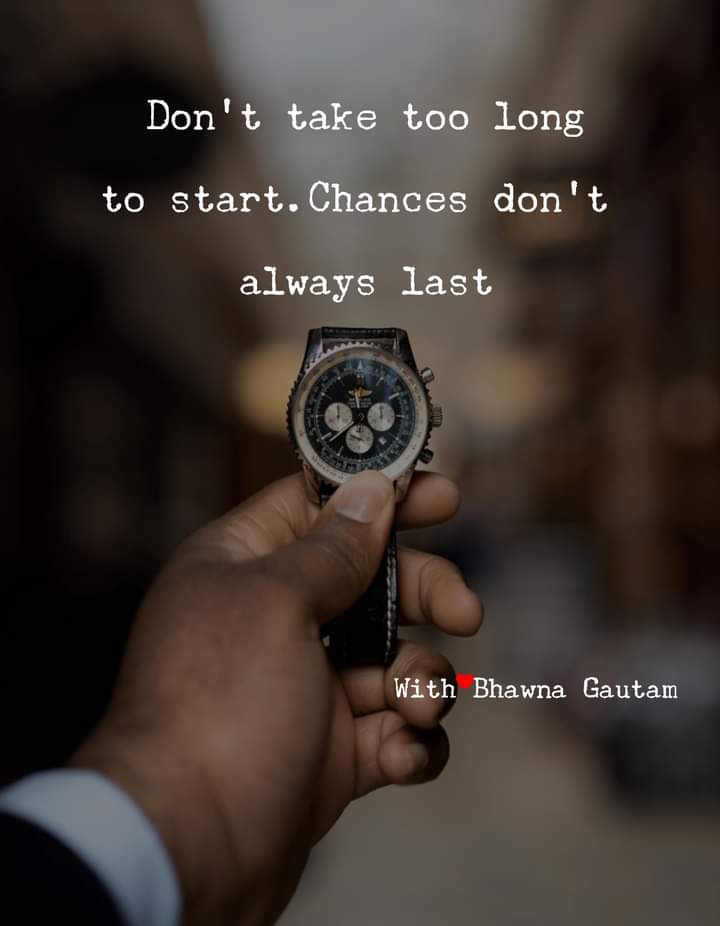 Don't take too long
to start.Chances don't
always last
With❤Bhawna Gautam